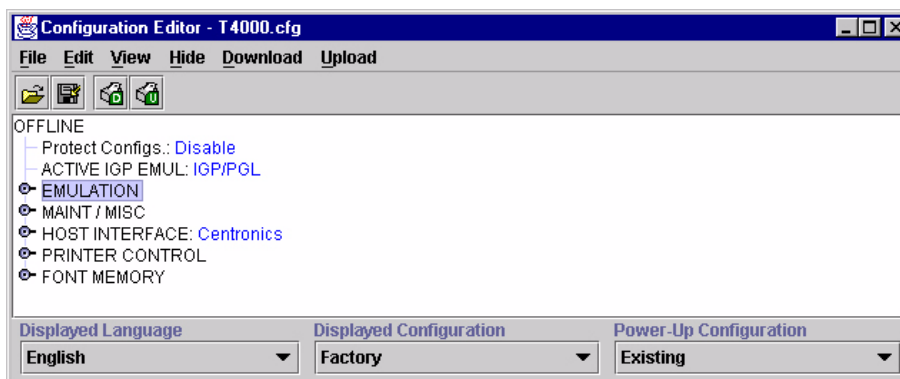 Configuration Editor - T4000.cfg
File Edit View Hide Download Upload
D U
OFFLINE
Protect Configs.: Disable
ACTIVE IGP EMUL: IGP/PGL
EMULATION
MAINT / MISC
HOST INTERFACE: Centronics
PRINTER CONTROL
FONT MEMORY
Displayed Language Displayed Configuration Power-Up Configuration
English Factory Existing